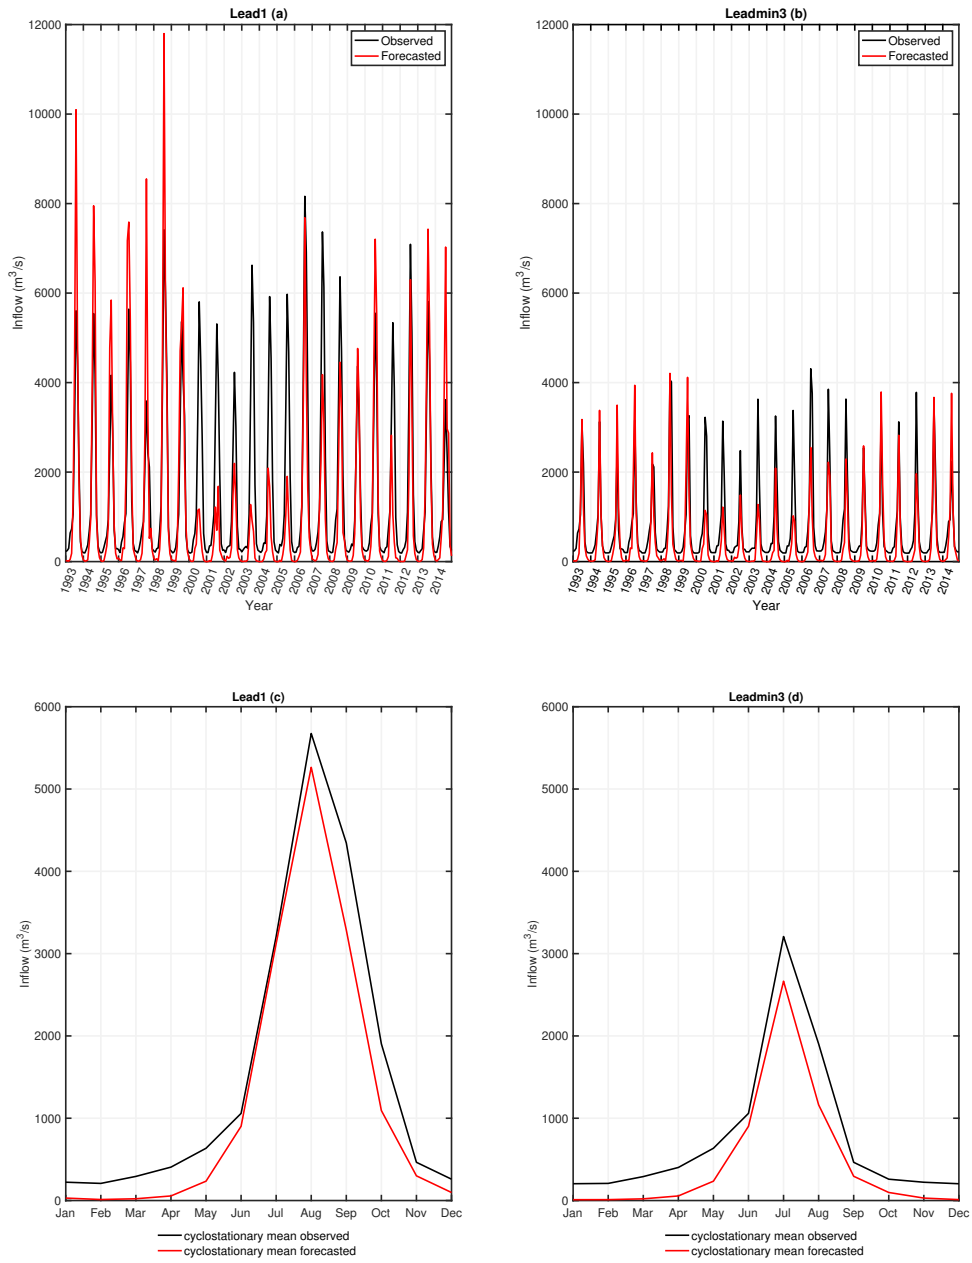 Lead1 (a)
12000
10000
8000
6000
4000
2000
0
Inflow (m³/s)
Observed
Forecasted
1993 1994 1995 1996 1997 1998 1999 2000 2001 2002 2003 2004 2005 2006 2007 2008 2009 2010 2011 2012 2013 2014
Year
Leadmin3 (b)
12000
10000
8000
6000
4000
2000
0
Inflow (m³/s)
Observed
Forecasted
1993 1994 1995 1996 1997 1998 1999 2000 2001 2002 2003 2004 2005 2006 2007 2008 2009 2010 2011 2012 2013 2014
Year
Lead1 (c)
6000
5000
4000
3000
2000
1000
0
Inflow (m³/s)
Jan Feb Mar Apr May Jun Jul Aug Sep Oct Nov Dec
cyclostationary mean observed
cyclostationary mean forecasted
Leadmin3 (d)
6000
5000
4000
3000
2000
1000
0
Inflow (m³/s)
Jan Feb Mar Apr May Jun Jul Aug Sep Oct Nov Dec
cyclostationary mean observed
cyclostationary mean forecasted